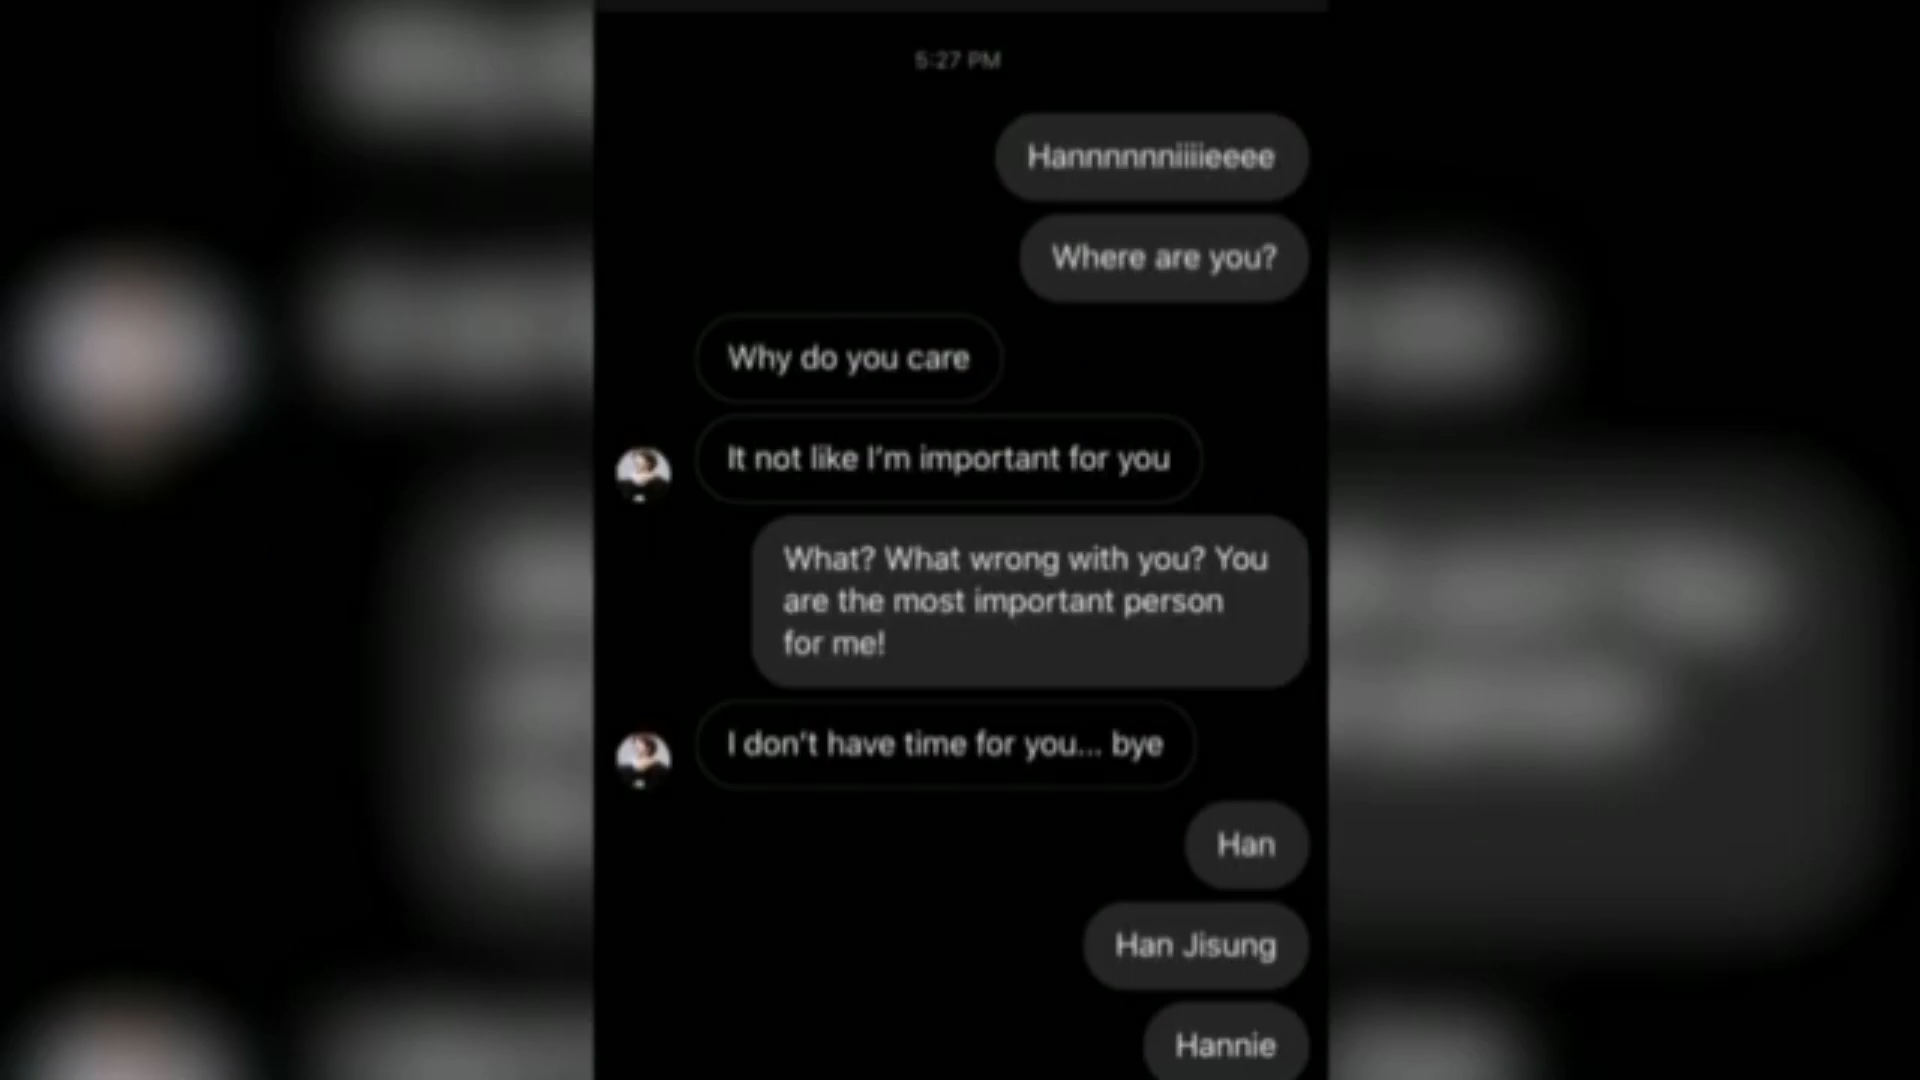 5:27 PM
Hannnnnniiiieeee
Where are you?
Why do you care
It not like I'm important for you
What? What wrong with you? You
are the most important person
for me!
I don't have time for you... bye
Han
Han Jisung
Hannie